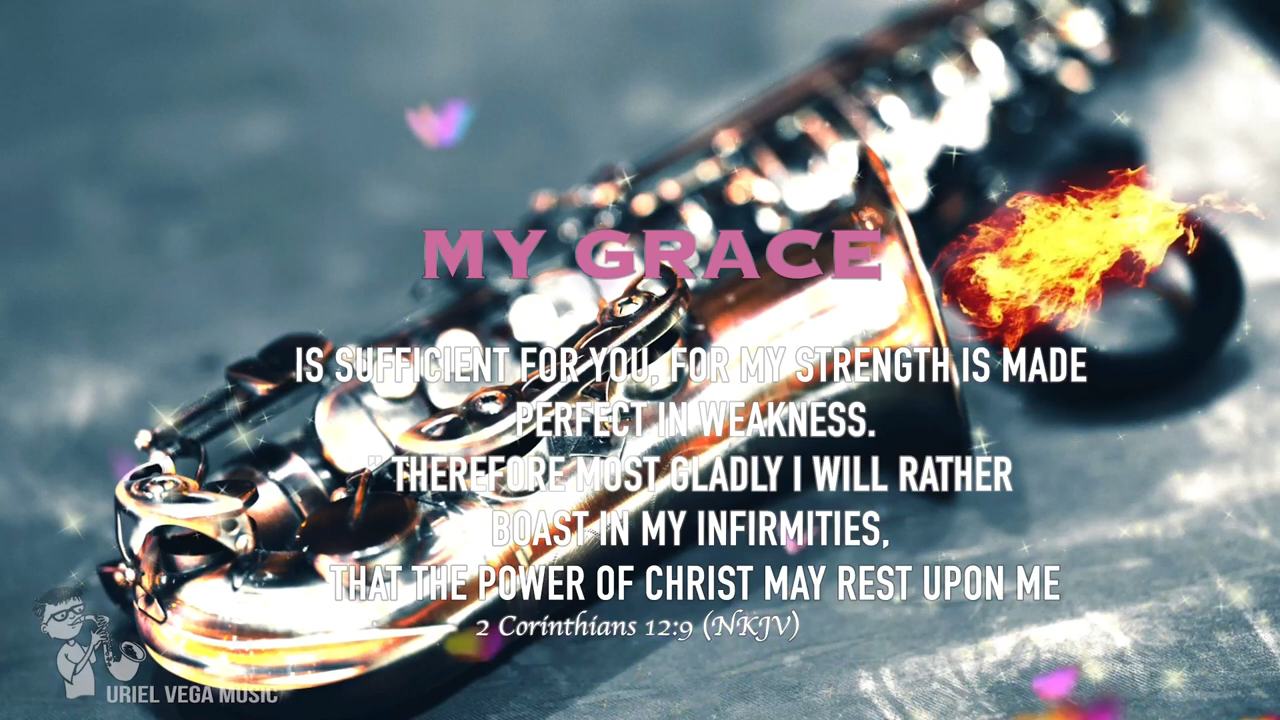 MY GRACE
IS SUFFICIENT FOR YOU, FOR MY STRENGTH IS MADE
PERFECT IN WEAKNESS.
" THEREFORE MOST GLADLY I WILL RATHER
BOAST IN MY INFIRMITIES,
THAT THE POWER OF CHRIST MAY REST UPON ME
2 Corinthians 12:9 (NKJV)
URIEL VEGA MUSIC